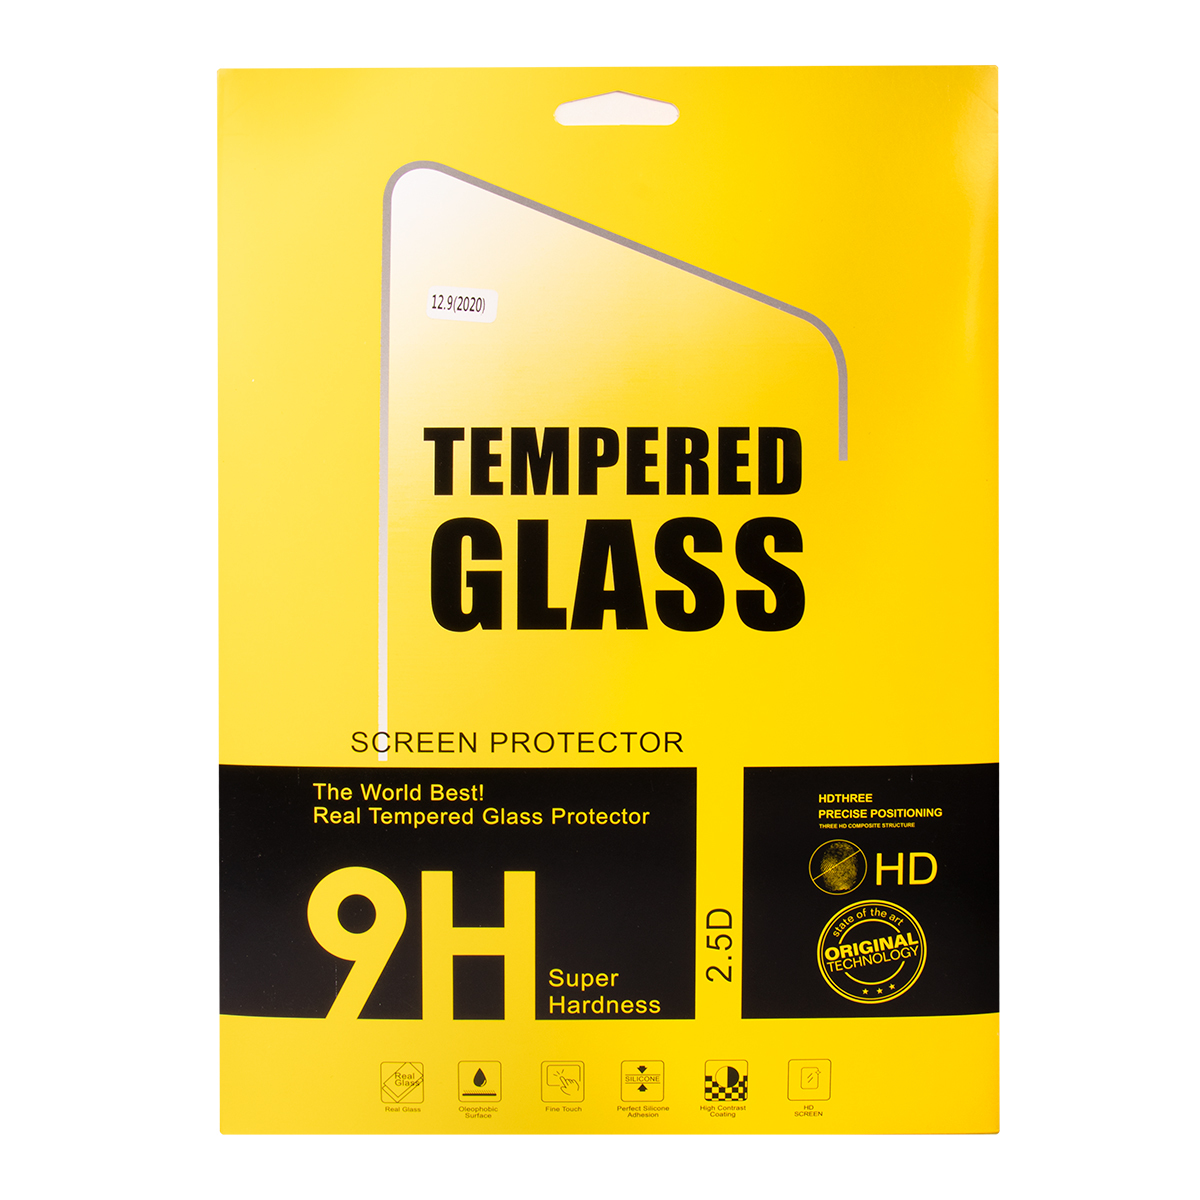 12.9(2020)
TEMPERED
GLASS
SCREEN PROTECTOR
The World Best!
Real Tempered Glass Protector
9H
Super
Hardness
2.5D
HDTHREE
PRECISE POSITIONING
THREE HD COMPOSITE STRUCTURE
HD
state of the art
ORIGINAL
TECHNOLOGY
Real
Glass
Real Glass
Oleophobic
Surface
Fine Touch
SILICONE
Perfect Silicone
Adhesion
High Contrast
Coating
HD
SCREEN